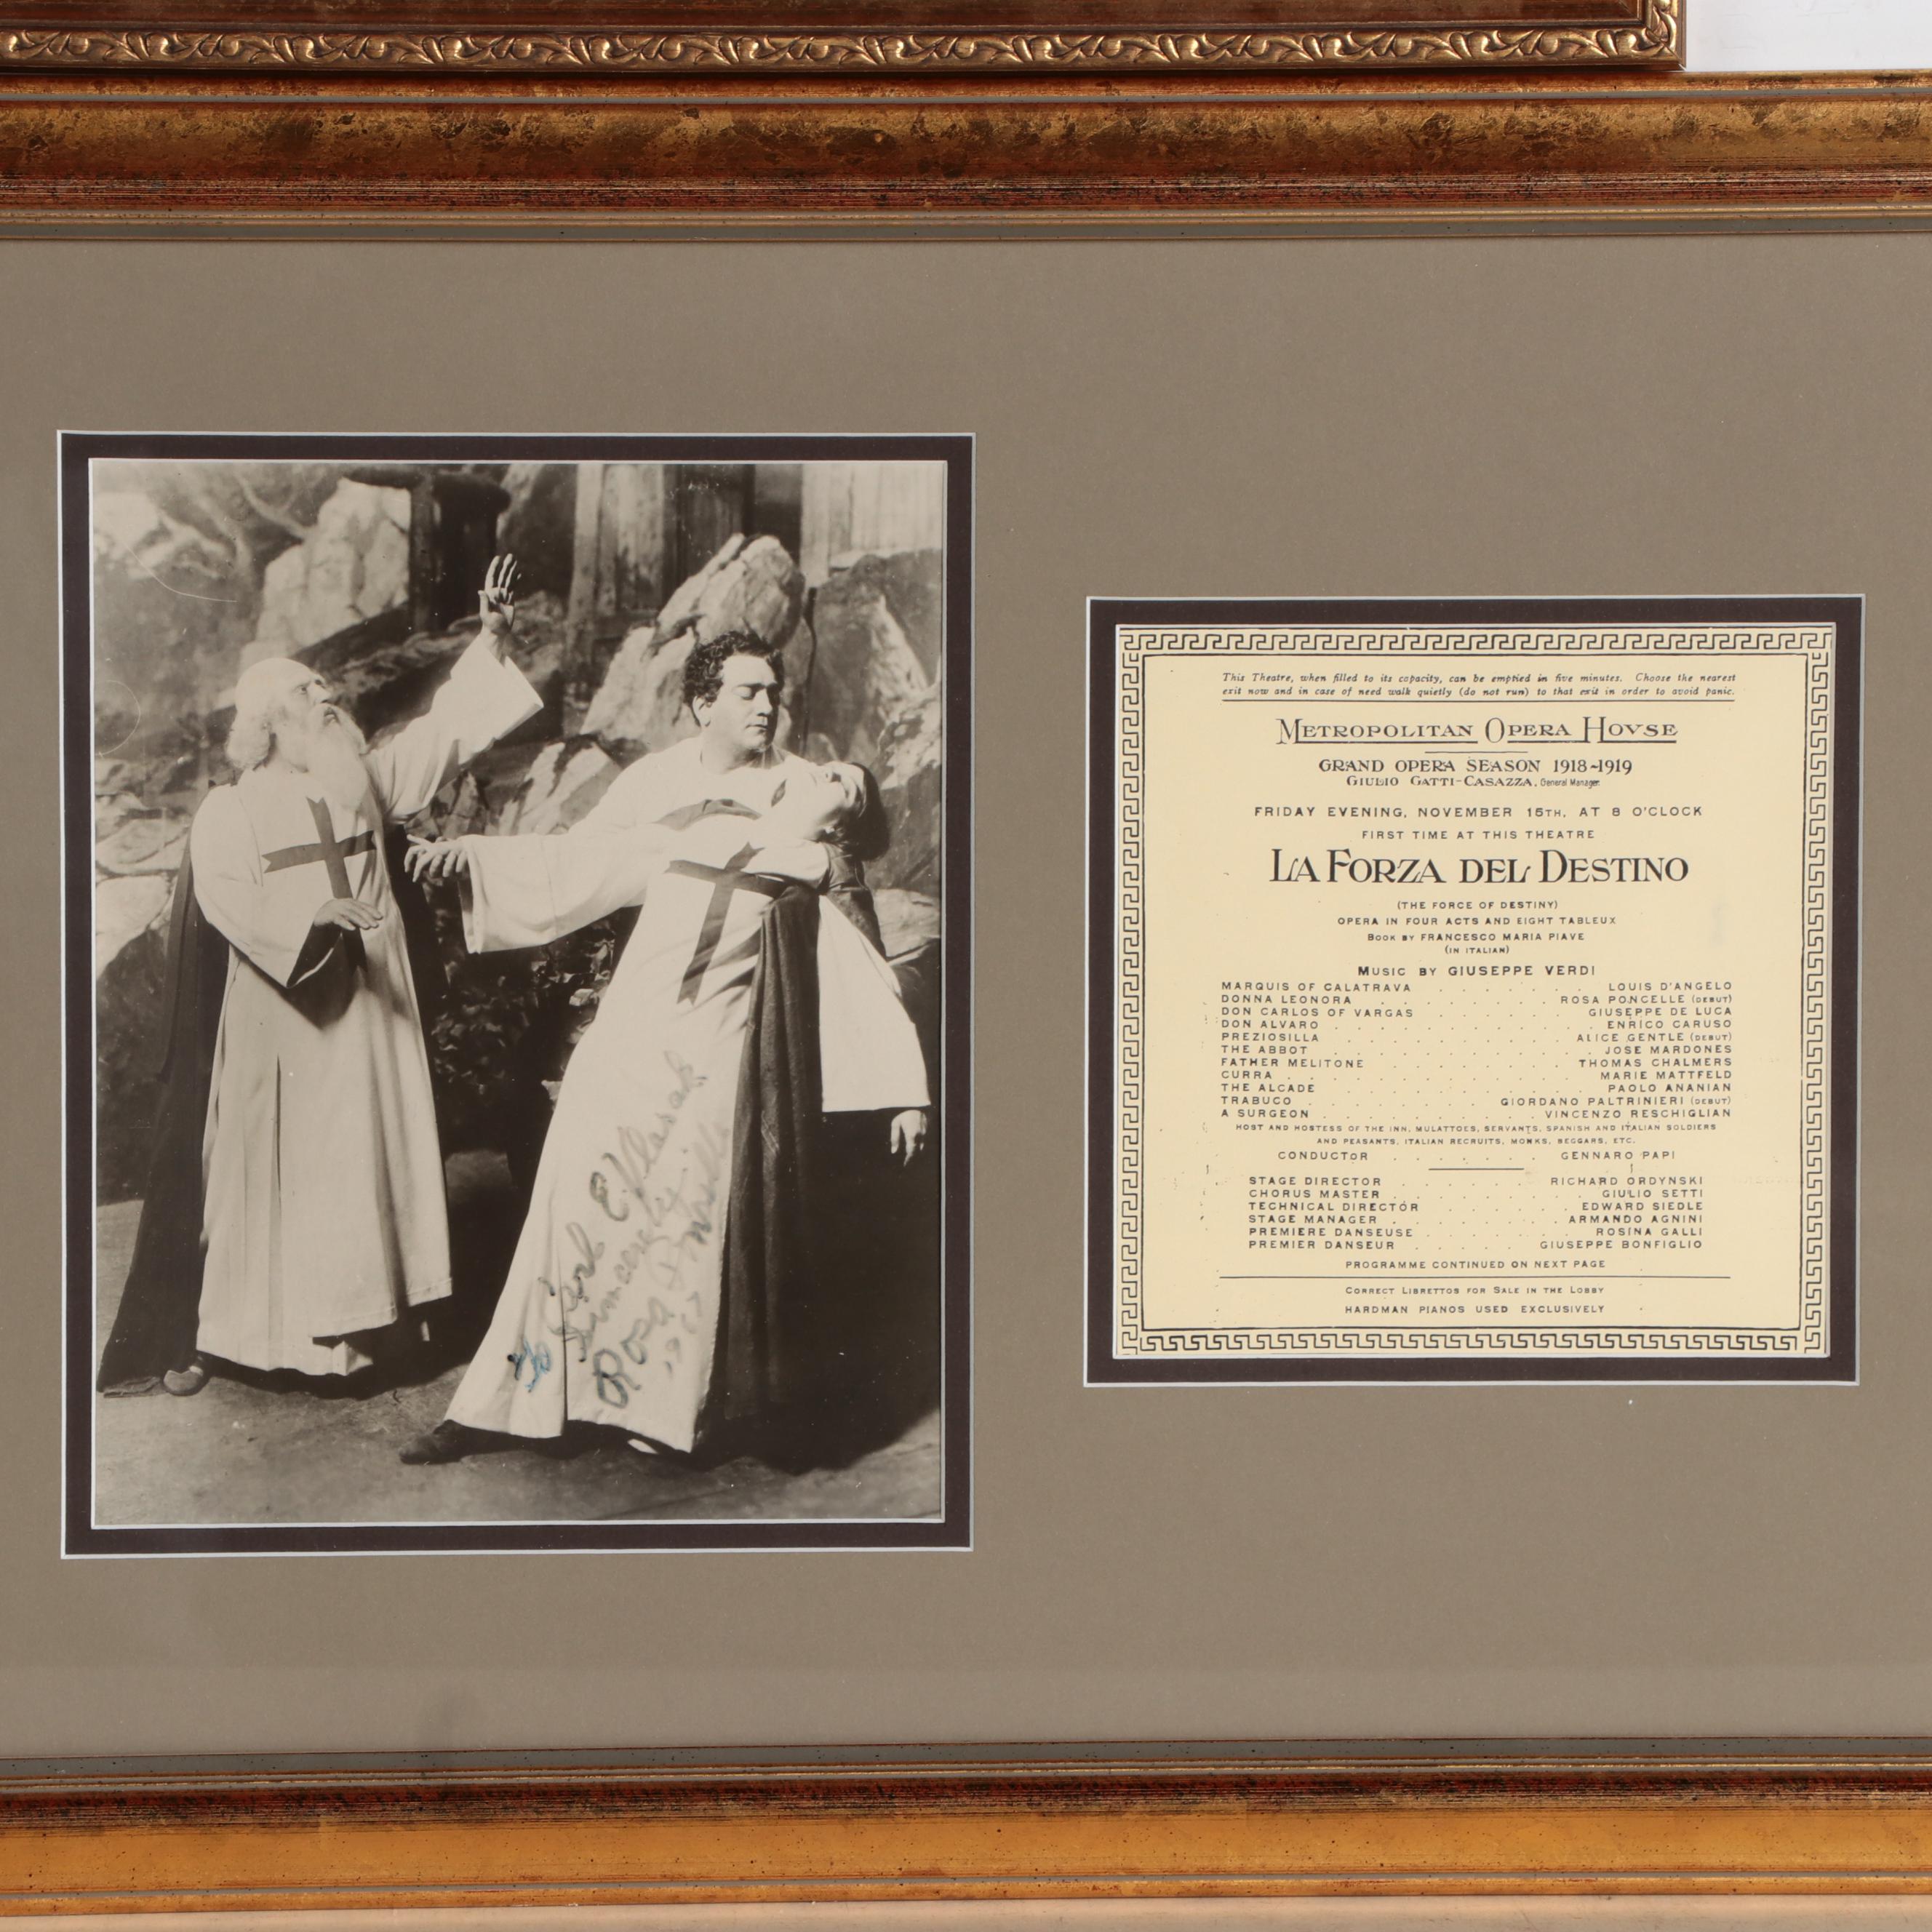 to Carl
Sincerely
Rosa Ponselle
This Theatre, when filled to its capacity, can be emptied in five minutes. Choose the nearest
exit now and in case of need walk quietly (do not run) to that exit in order to avoid panic.
METROPOLITAN OPERA HOVSE
GRAND OPERA SEASON 1918-1919
GIULIO GATTI-CASAZZA, General Manager.
FRIDAY EVENING, NOVEMBER 15TH, AT 8 O'CLOCK
FIRST TIME AT THIS THEATRE
LA FORZA DEL DESTINO
(THE FORCE OF DESTINY)
OPERA IN FOUR ACTS AND EIGHT TABLEUX
BOOK BY FRANCESCO MARIA PIAVE
(IN ITALIAN)
MUSIC BY GIUSEPPE VERDI
MARQUIS OF CALATRAVA . . . . . . . LOUIS D'ANGELO
DONNA LEONORA . . . . . . ROSA PONCELLE (DEBUT)
DON CARLOS OF VARGAS . . . . . . GIUSEPPE DE LUCA
DON ALVARO . . . . . . . . . ENRICO CARUSO
PREZIOSILLA . . . . . . . . ALICE GENTLE (DEBUT)
THE ABBOT . . . . . . . . . JOSE MARDONES
FATHER MELITONE . . . . . . . THOMAS CHALMERS
CURRA . . . . . . . . . . MARIE MATTFELD
THE ALCADE . . . . . . . . . PAOLO ANANIAN
TRABUCO . . . . . . . GIORDANO PALTRINIERI (DEBUT)
A SURGEON . . . . . . . . VINCENZO RESCHIGLIAN
HOST AND HOSTESS OF THE INN, MULATTOES, SERVANTS, SPANISH AND ITALIAN SOLDIERS
AND PEASANTS, ITALIAN RECRUITS, MONKS, BEGGARS, ETC.
CONDUCTOR . . . . . . . GENNARO PAPI
STAGE DIRECTOR . . . . . . RICHARD ORDYNSKI
CHORUS MASTER . . . . . . . GIULIO SETTI
TECHNICAL DIRECTOR . . . . . . EDWARD SIEDLE
STAGE MANAGER . . . . . . . ARMANDO AGNINI
PREMIERE DANSEUSE . . . . . . ROSINA GALLI
PREMIER DANSEUR . . . . . GIUSEPPE BONFIGLIO
PROGRAMME CONTINUED ON NEXT PAGE
CORRECT LIBRETTOS FOR SALE IN THE LOBBY
HARDMAN PIANOS USED EXCLUSIVELY